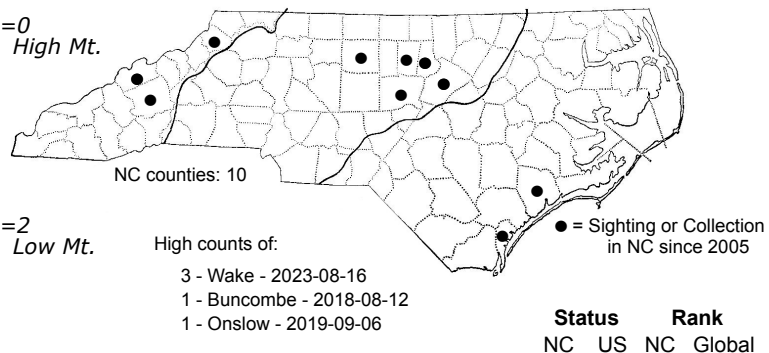 =0
High Mt.
NC counties: 10
=2
Low Mt.
High counts of:
3 - Wake - 2023-08-16
1 - Buncombe - 2018-08-12
1 - Onslow - 2019-09-06
● = Sighting or Collection
in NC since 2005
Status Rank
NC US NC Global